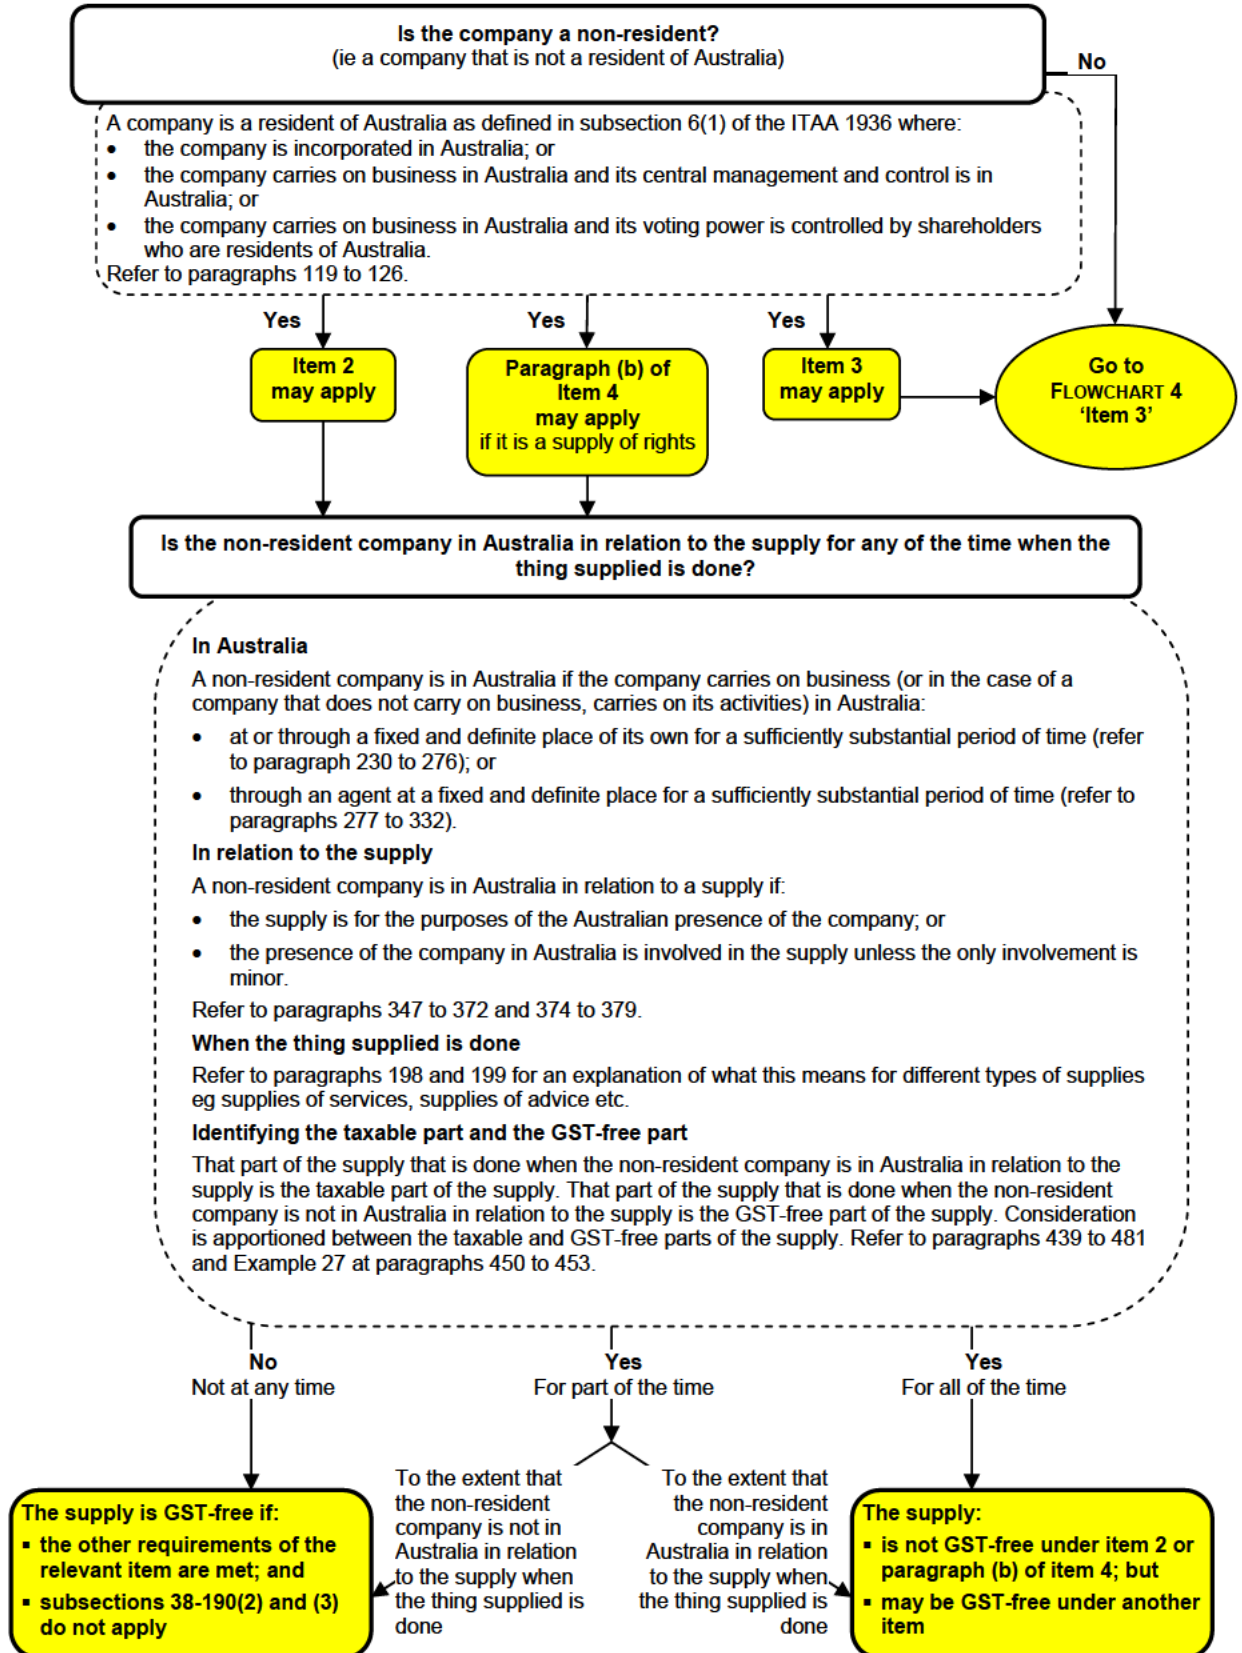 Is the company a non-resident?
(ie a company that is not a resident of Australia)
No
A company is a resident of Australia as defined in subsection 6(1) of the ITAA 1936 where:
• the company is incorporated in Australia; or
• the company carries on business in Australia and its central management and control is in
Australia; or
• the company carries on business in Australia and its voting power is controlled by shareholders
who are residents of Australia.
Refer to paragraphs 119 to 126.
Yes
Yes
Yes
Item 2
may apply
Paragraph (b) of
Item 4
may apply
if it is a supply of rights
Item 3
may apply
Go to
FLOWCHART 4
‘Item 3’
Is the non-resident company in Australia in relation to the supply for any of the time when the
thing supplied is done?
In Australia
A non-resident company is in Australia if the company carries on business (or in the case of a
company that does not carry on business, carries on its activities) in Australia:
• at or through a fixed and definite place of its own for a sufficiently substantial period of time (refer
to paragraph 230 to 276); or
• through an agent at a fixed and definite place for a sufficiently substantial period of time (refer to
paragraphs 277 to 332).
In relation to the supply
A non-resident company is in Australia in relation to a supply if:
• the supply is for the purposes of the Australian presence of the company; or
• the presence of the company in Australia is involved in the supply unless the only involvement is
minor.
Refer to paragraphs 347 to 372 and 374 to 379.
When the thing supplied is done
Refer to paragraphs 198 and 199 for an explanation of what this means for different types of supplies
eg supplies of services, supplies of advice etc.
Identifying the taxable part and the GST-free part
That part of the supply that is done when the non-resident company is in Australia in relation to the
supply is the taxable part of the supply. That part of the supply that is done when the non-resident
company is not in Australia in relation to the supply is the GST-free part of the supply. Consideration
is apportioned between the taxable and GST-free parts of the supply. Refer to paragraphs 439 to 481
and Example 27 at paragraphs 450 to 453.
No
Not at any time
Yes
For part of the time
Yes
For all of the time
The supply is GST-free if:
▪ the other requirements of the
relevant item are met; and
▪ subsections 38-190(2) and (3)
do not apply
To the extent that
the non-resident
company is not in
Australia in relation
to the supply when
the thing supplied is
done
To the extent that
the non-resident
company is in
Australia in relation
to the supply when
the thing supplied is
done
The supply:
▪ is not GST-free under item 2 or
paragraph (b) of item 4; but
▪ may be GST-free under another
item